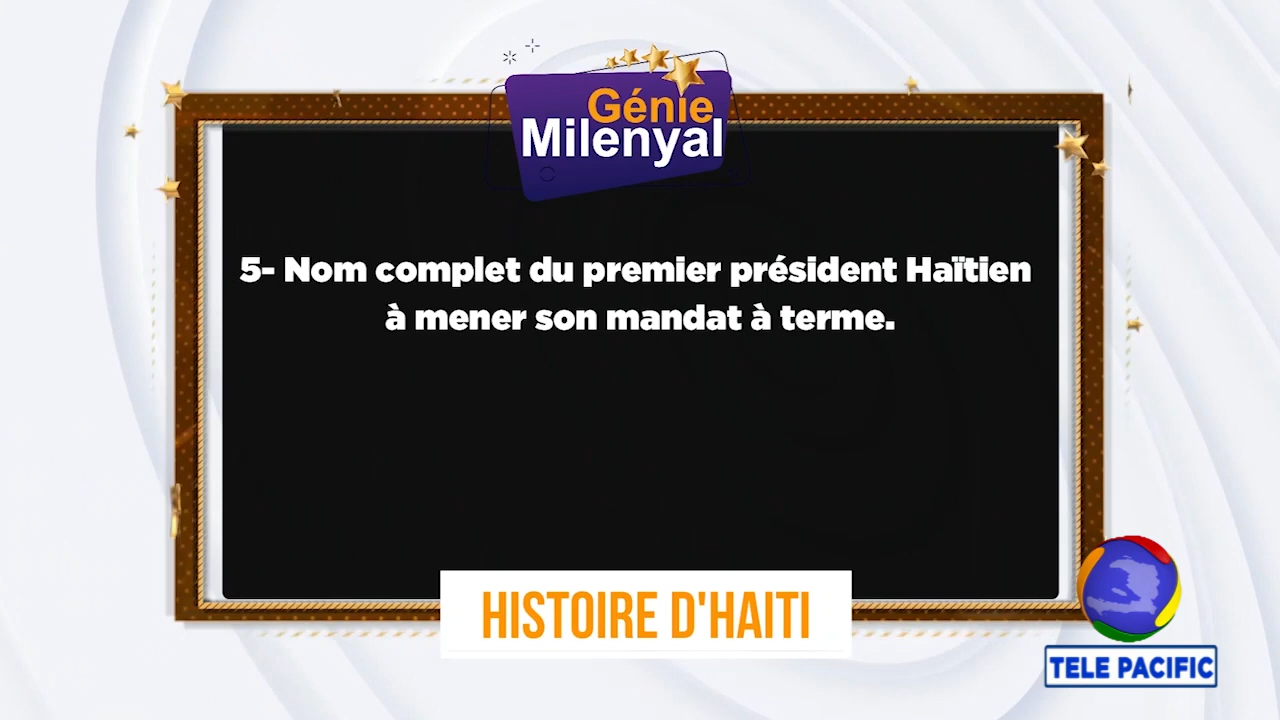 Génie
Milenyal
5- Nom complet du premier président Haïtien
à mener son mandat à terme.
HISTOIRE D'HAITI
TELE PACIFIC